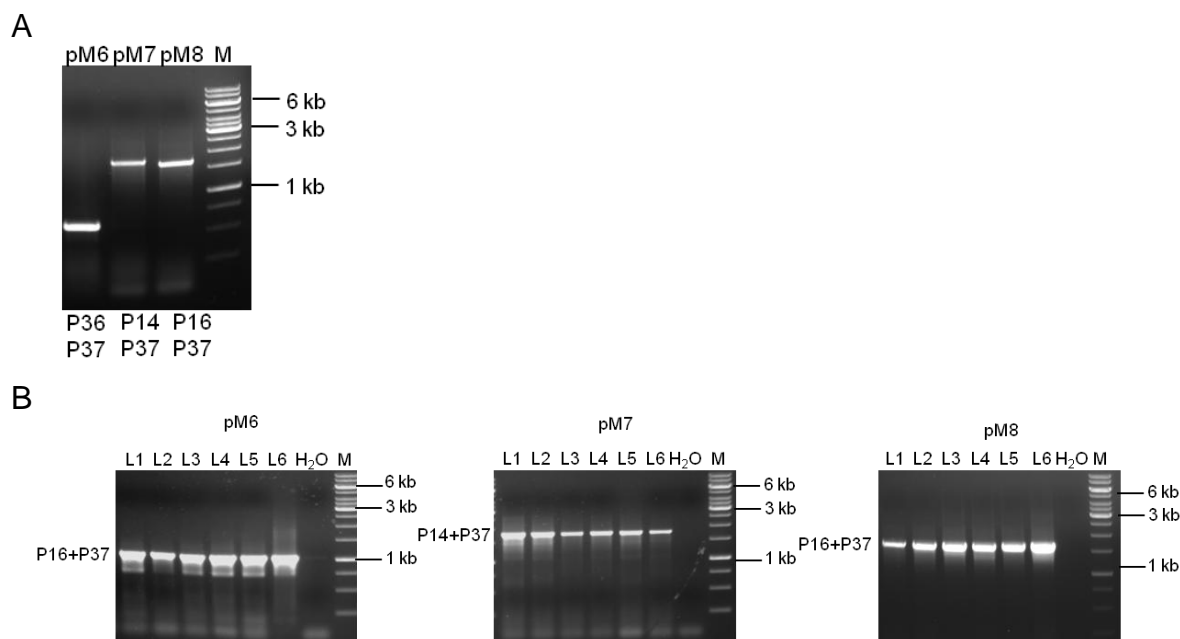 A
pM6 pM7 pM8 M
6 kb
3 kb
1 kb
P36 P14 P16
P37 P37 P37
B
pM6
L1 L2 L3 L4 L5 L6 H₂O M
6 kb
3 kb
P16+P37
1 kb
pM7
L1 L2 L3 L4 L5 L6 H₂O M
6 kb
3 kb
P14+P37
1 kb
pM8
L1 L2 L3 L4 L5 L6 H₂O M
6 kb
3 kb
P16+P37
1 kb